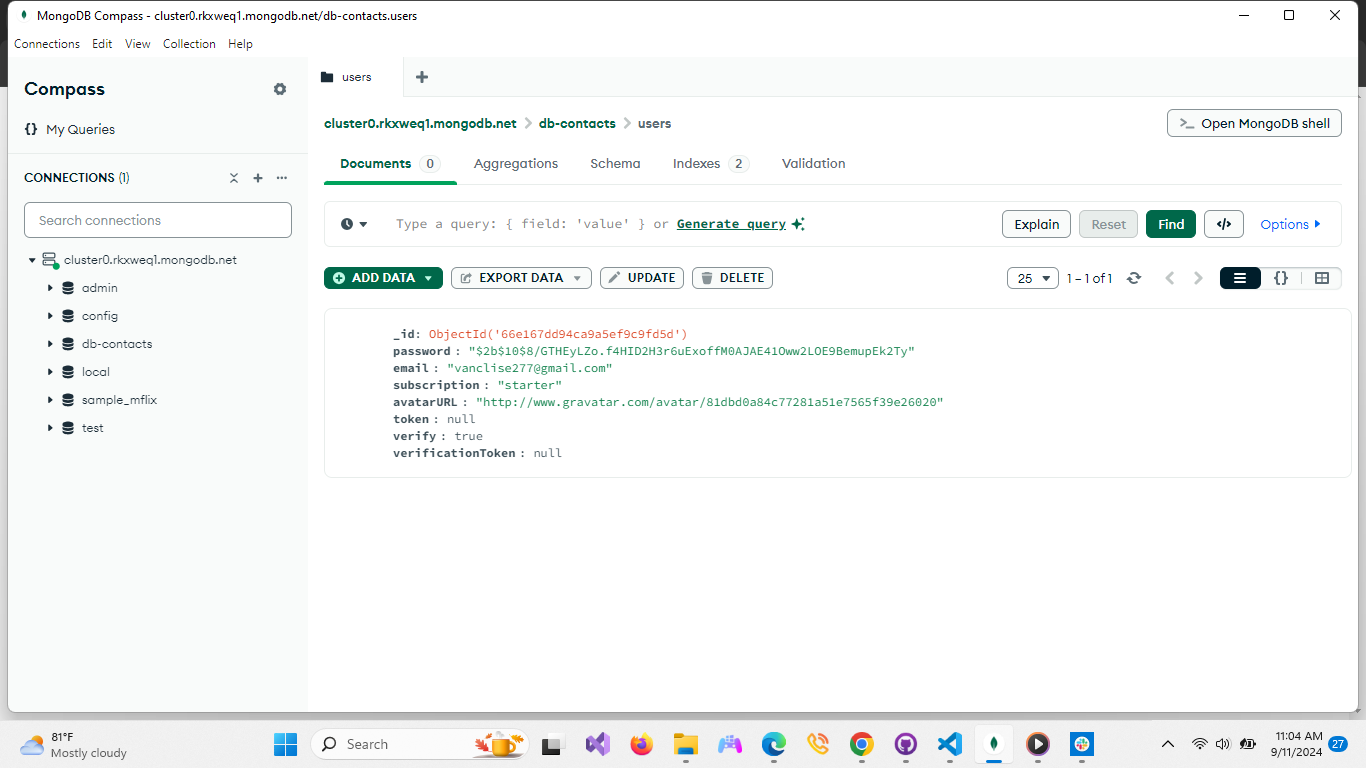 MongoDB Compass - cluster0.rkxweq1.mongodb.net/db-contacts.users
Connections Edit View Collection Help
Compass
{} My Queries
CONNECTIONS (1)
Search connections
cluster0.rkxweq1.mongodb.net
admin
config
db-contacts
local
sample_mflix
test
users
cluster0.rkxweq1.mongodb.net > db-contacts > users
>_ Open MongoDB shell
Documents 0 Aggregations Schema Indexes 2 Validation
Type a query: { field: 'value' } or Generate query
Explain Reset Find </> Options
ADD DATA EXPORT DATA UPDATE DELETE
25 1 – 1 of 1 {}
_id: ObjectId('66e167dd94ca9a5ef9c9fd5d')
password : "$2b$10$8/GTHEyLZo.f4HID2H3r6uExoffM0AJAE41Oww2LOE9BemupEk2Ty"
email : "vanclise277@gmail.com"
subscription : "starter"
avatarURL : "http://www.gravatar.com/avatar/81dbd0a84c77281a51e7565f39e26020"
token : null
verify : true
verificationToken : null
81°F
Mostly cloudy
Search
11:04 AM
9/11/2024
27